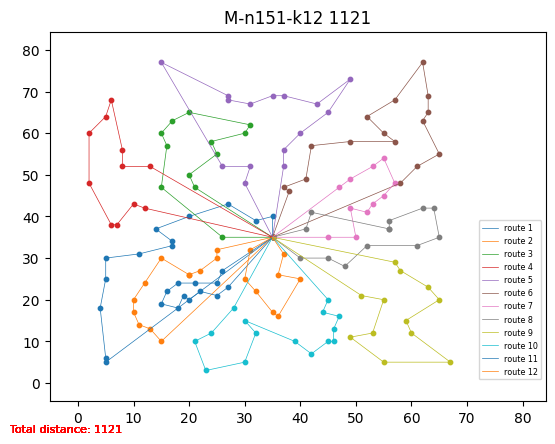 M-n151-k12 1121
80
70
60
50
40
30
20
10
0
0 10 20 30 40 50 60 70 80
route 1
route 2
route 3
route 4
route 5
route 6
route 7
route 8
route 9
route 10
route 11
route 12
Total distance: 1121